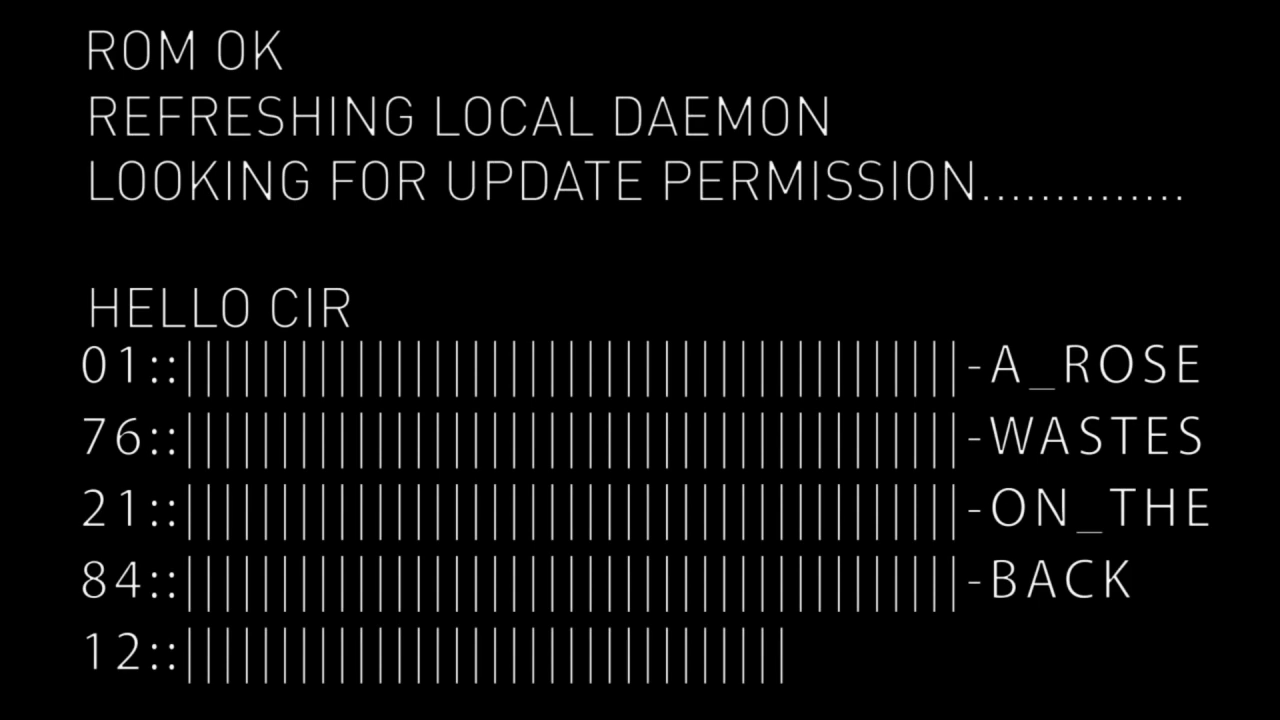 ROM OK
REFRESHING LOCAL DAEMON
LOOKING FOR UPDATE PERMISSION..............
HELLO CIR
01::|||||||||||||||||||||||||||||||||||||||||-A_ROSE
76::|||||||||||||||||||||||||||||||||||||||||-WASTES
21::|||||||||||||||||||||||||||||||||||||||||-ON_THE
84::|||||||||||||||||||||||||||||||||||||||||-BACK
12::||||||||||||||||||||||||||||||||